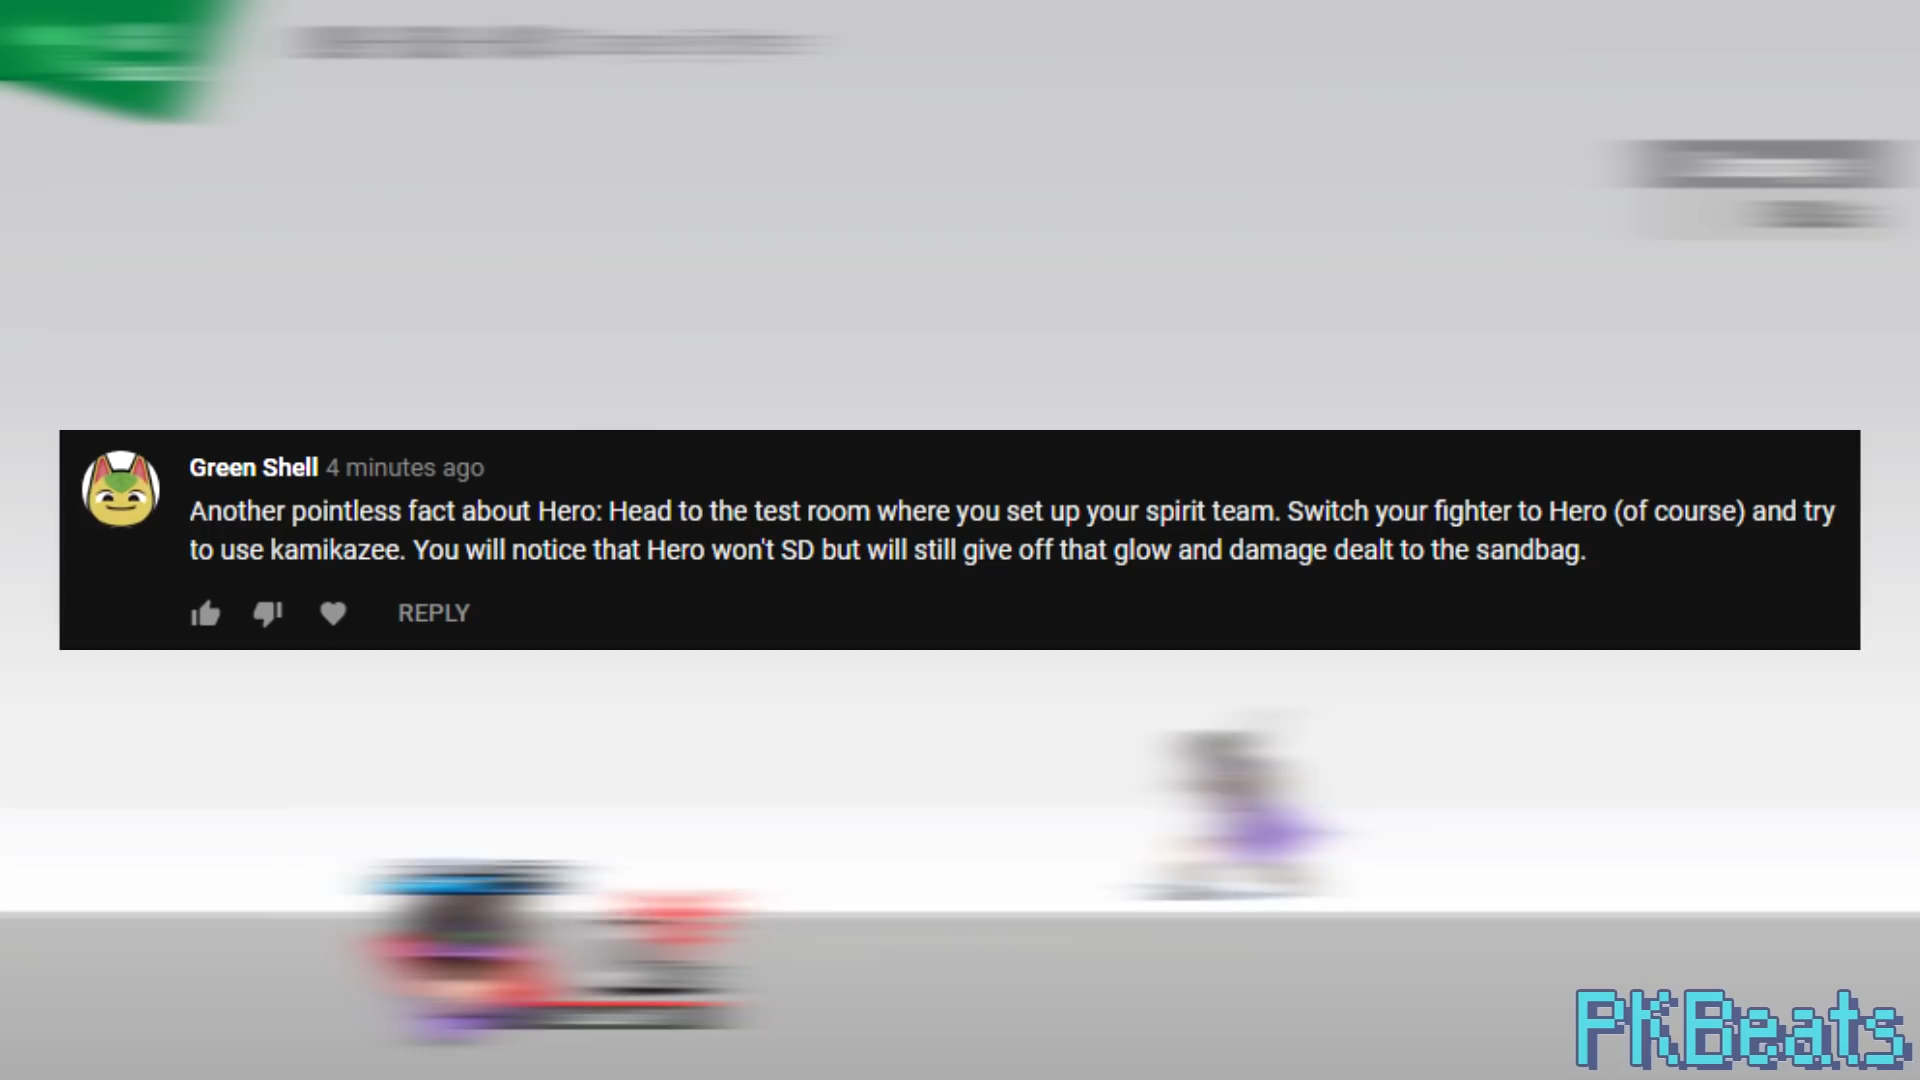 Green Shell 4 minutes ago
Another pointless fact about Hero: Head to the test room where you set up your spirit team. Switch your fighter to Hero (of course) and try
to use kamikazee. You will notice that Hero won't SD but will still give off that glow and damage dealt to the sandbag.
REPLY
PKBeats